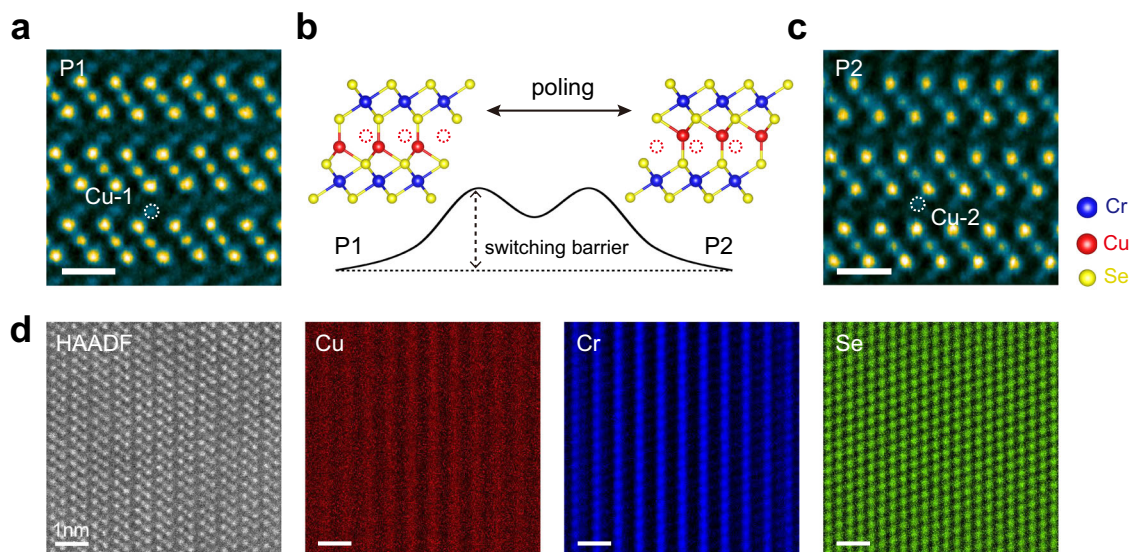 a
P1
Cu-1
b
poling
P1
switching barrier
P2
c
P2
Cu-2
Cr
Cu
Se
d
HAADF
1nm
Cu
Cr
Se